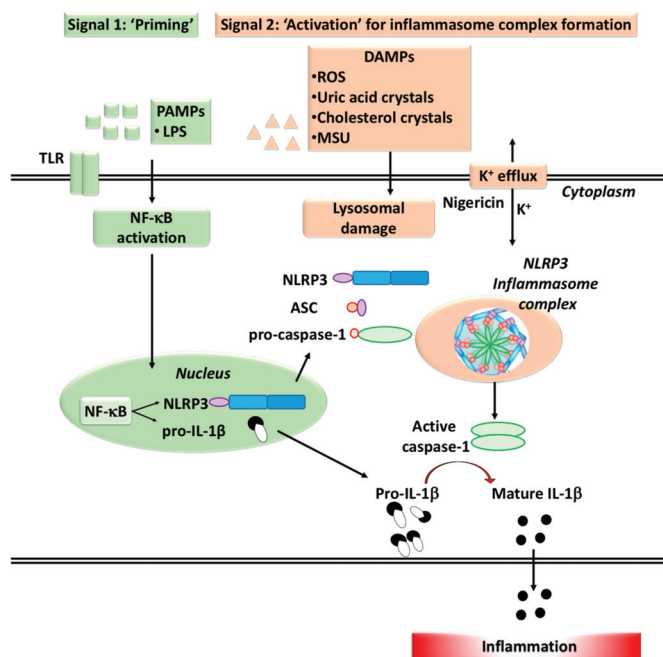 Signal 1: ‘Priming’
Signal 2: ‘Activation’ for inflammasome complex formation
PAMPs
• LPS
TLR
DAMPs
•ROS
•Uric acid crystals
•Cholesterol crystals
•MSU
K⁺ efflux
Cytoplasm
Nigericin
K⁺
NF-κB
activation
Lysosomal
damage
NLRP3
Inflammasome
complex
NLRP3
ASC
pro-caspase-1
Nucleus
NF-κB
NLRP3
pro-IL-1β
Active
caspase-1
Pro-IL-1β
Mature IL-1β
Inflammation